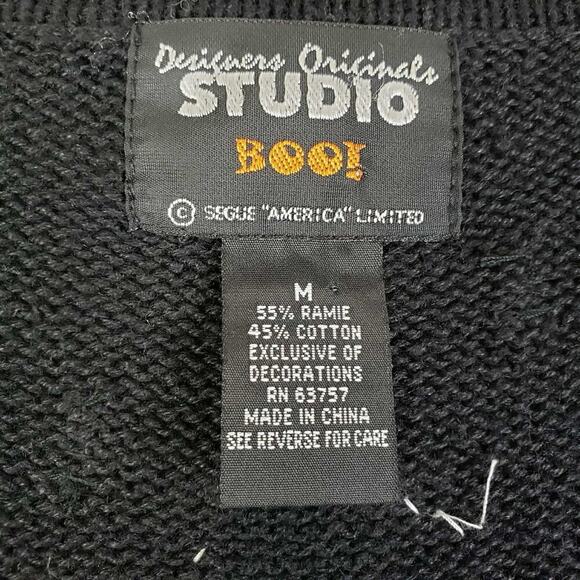 Designers Originals
STUDIO
BOO!
© SEGUE "AMERICA" LIMITED
M
55% RAMIE
45% COTTON
EXCLUSIVE OF
DECORATIONS
RN 63757
MADE IN CHINA
SEE REVERSE FOR CARE